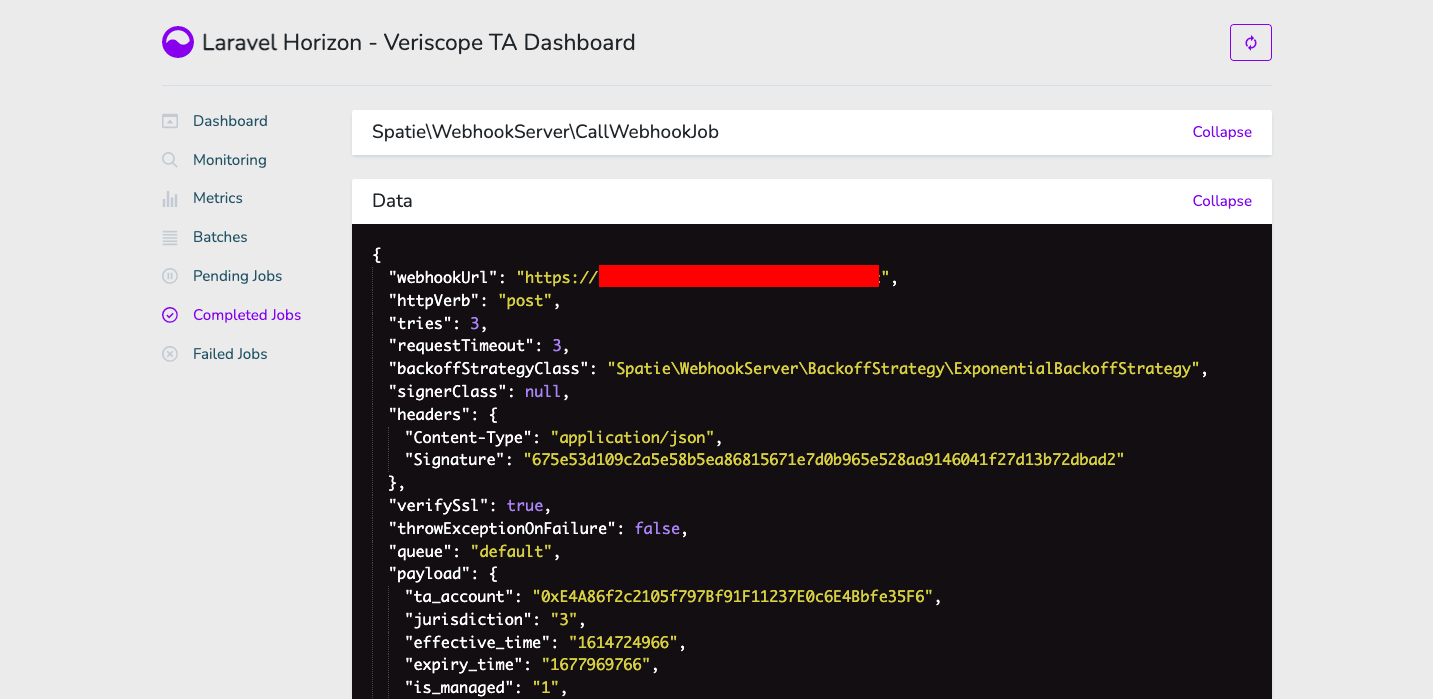 Laravel Horizon - Veriscope TA Dashboard
Dashboard
Monitoring
Metrics
Batches
Pending Jobs
Completed Jobs
Failed Jobs
Spatie\WebhookServer\CallWebhookJob Collapse
Data Collapse
{
"webhookUrl": "https:// ",
"httpVerb": "post",
"tries": 3,
"requestTimeout": 3,
"backoffStrategyClass": "Spatie\WebhookServer\BackoffStrategy\ExponentialBackoffStrategy",
"signerClass": null,
"headers": {
"Content-Type": "application/json",
"Signature": "675e53d109c2a5e58b5ea86815671e7d0b965e528aa9146041f27d13b72dbad2"
},
"verifySsl": true,
"throwExceptionOnFailure": false,
"queue": "default",
"payload": {
"ta_account": "0xE4A86f2c2105f797Bf91F11237E0c6E4Bbfe35F6",
"jurisdiction": "3",
"effective_time": "1614724966",
"expiry_time": "1677969766",
"is_managed": "1",